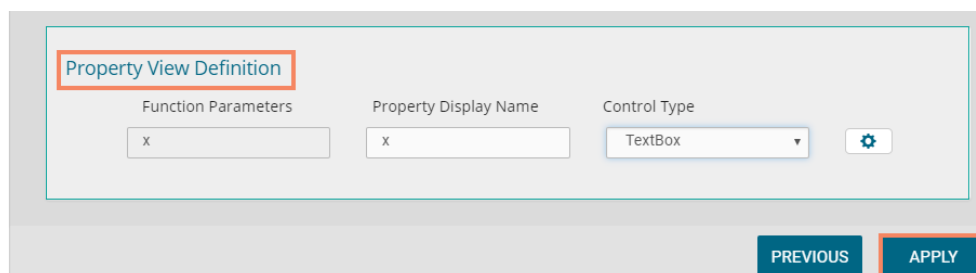 Property View Definition
Function Parameters Property Display Name Control Type
x x TextBox
PREVIOUS APPLY